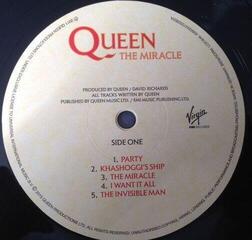 QUEEN
THE MIRACLE
PRODUCED BY QUEEN / DAVID RICHARDS
ALL TRACKS WRITTEN BY QUEEN
PUBLISHED BY QUEEN MUSIC LTD. / EMI MUSIC PUBLISHING LTD.
Virgin
SIDE ONE
1. PARTY
2. KHASHOGGI'S SHIP
3. THE MIRACLE
4. I WANT IT ALL
5. THE INVISIBLE MAN